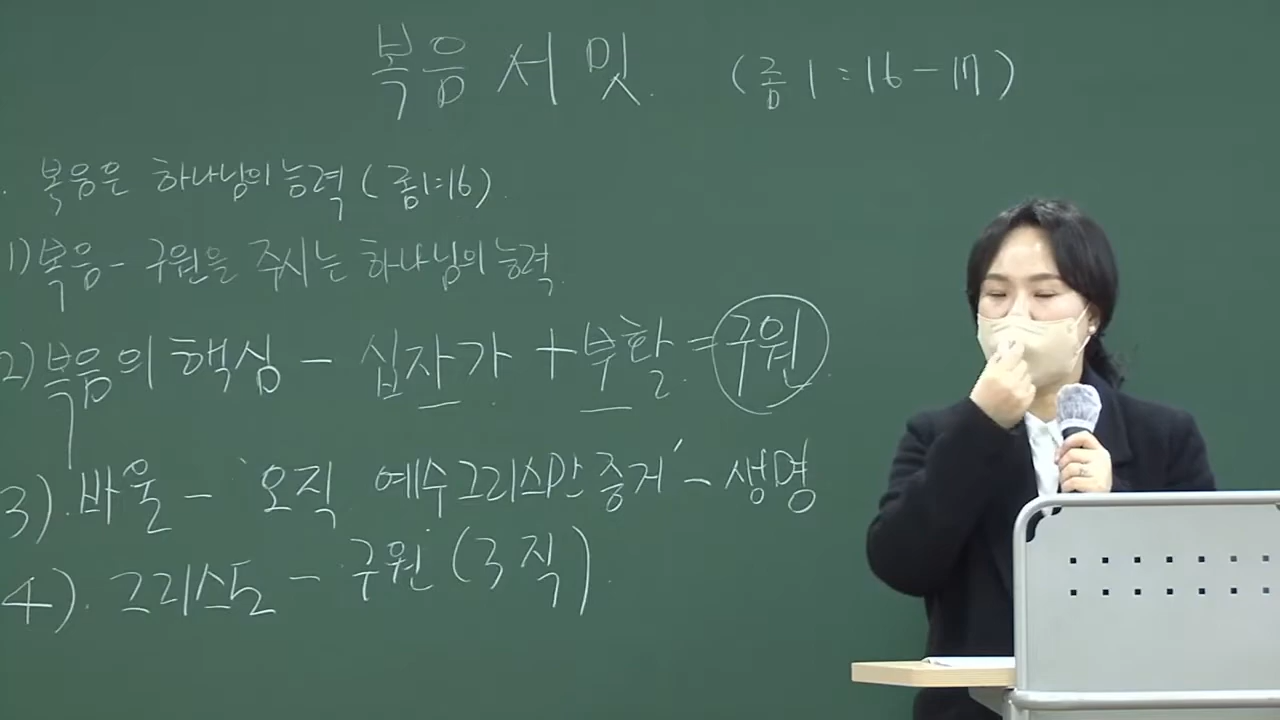 복음서밋. (롬1:16-17)
. 복음은 하나님의 능력 (롬1:16).
1) 복음 - 구원을 주시는 하나님의 능력.
2) 복음의 핵심 - 십자가 + 부활. = 구원.
3). 바울 - '오직 예수그리스만 증거' - 생명
4). 그리스도 - 구원 (3직).